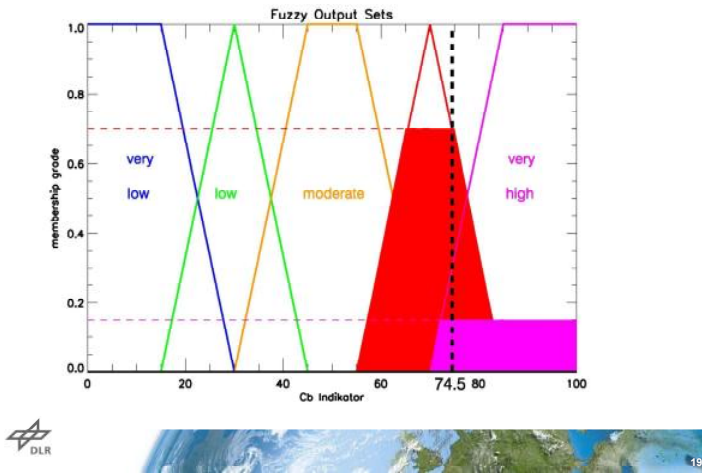 Fuzzy Output Sets
1.0
0.8
0.6
0.4
0.2
0.0
membership grade
very
low
low
moderate
very
high
0
20
40
60
74.5
80
100
Cb Indikator
DLR
19